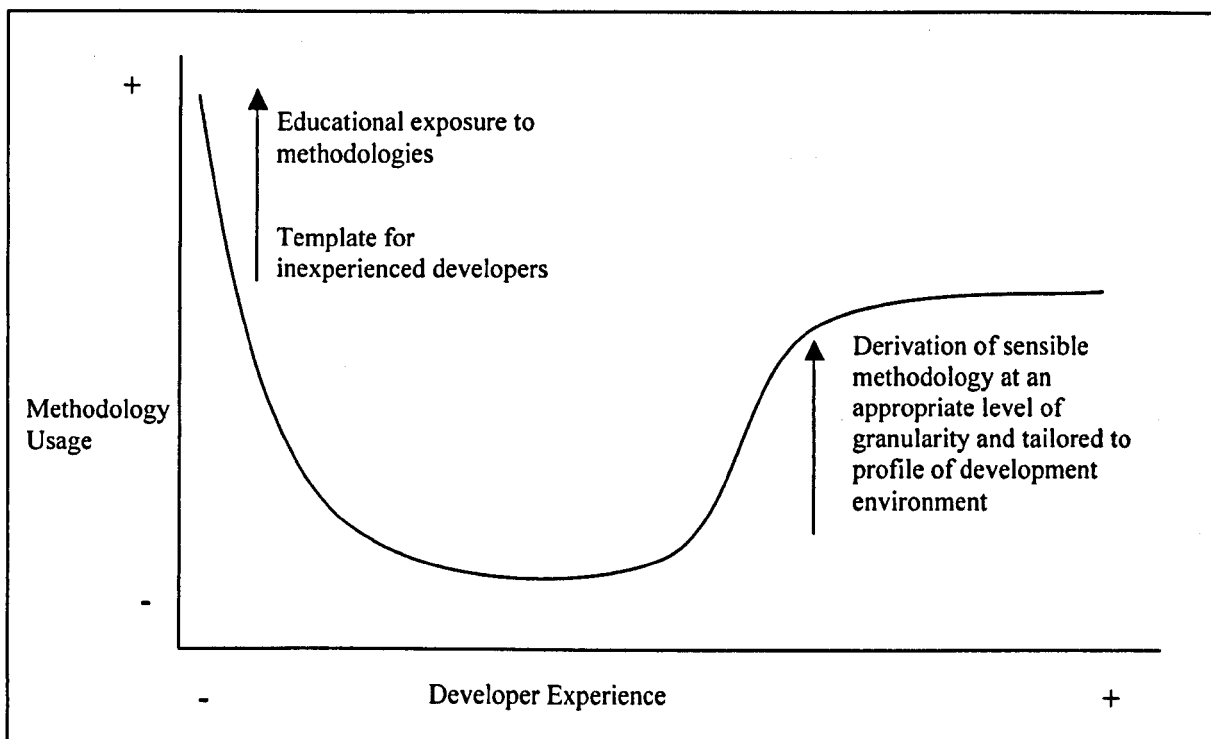 +
Educational exposure to
methodologies
Template for
inexperienced developers
Methodology
Usage
Derivation of sensible
methodology at an
appropriate level of
granularity and tailored to
profile of development
environment
-
-
Developer Experience
+